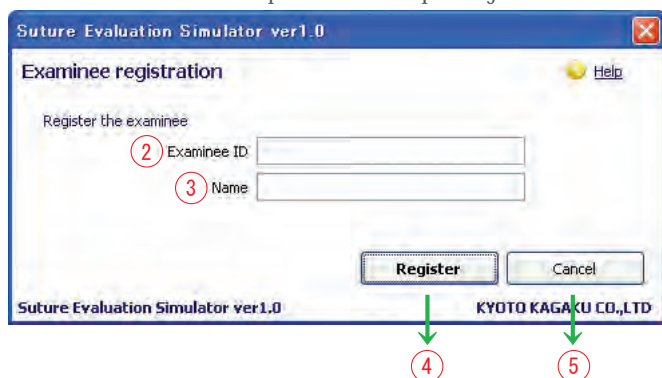 Suture Evaluation Simulator ver1.0
Examinee registration
Help
Register the examinee
② Examinee ID
③ Name
Register
Cancel
Suture Evaluation Simulator ver1.0
KYOTO KAGAKU CO.,LTD
④
⑤